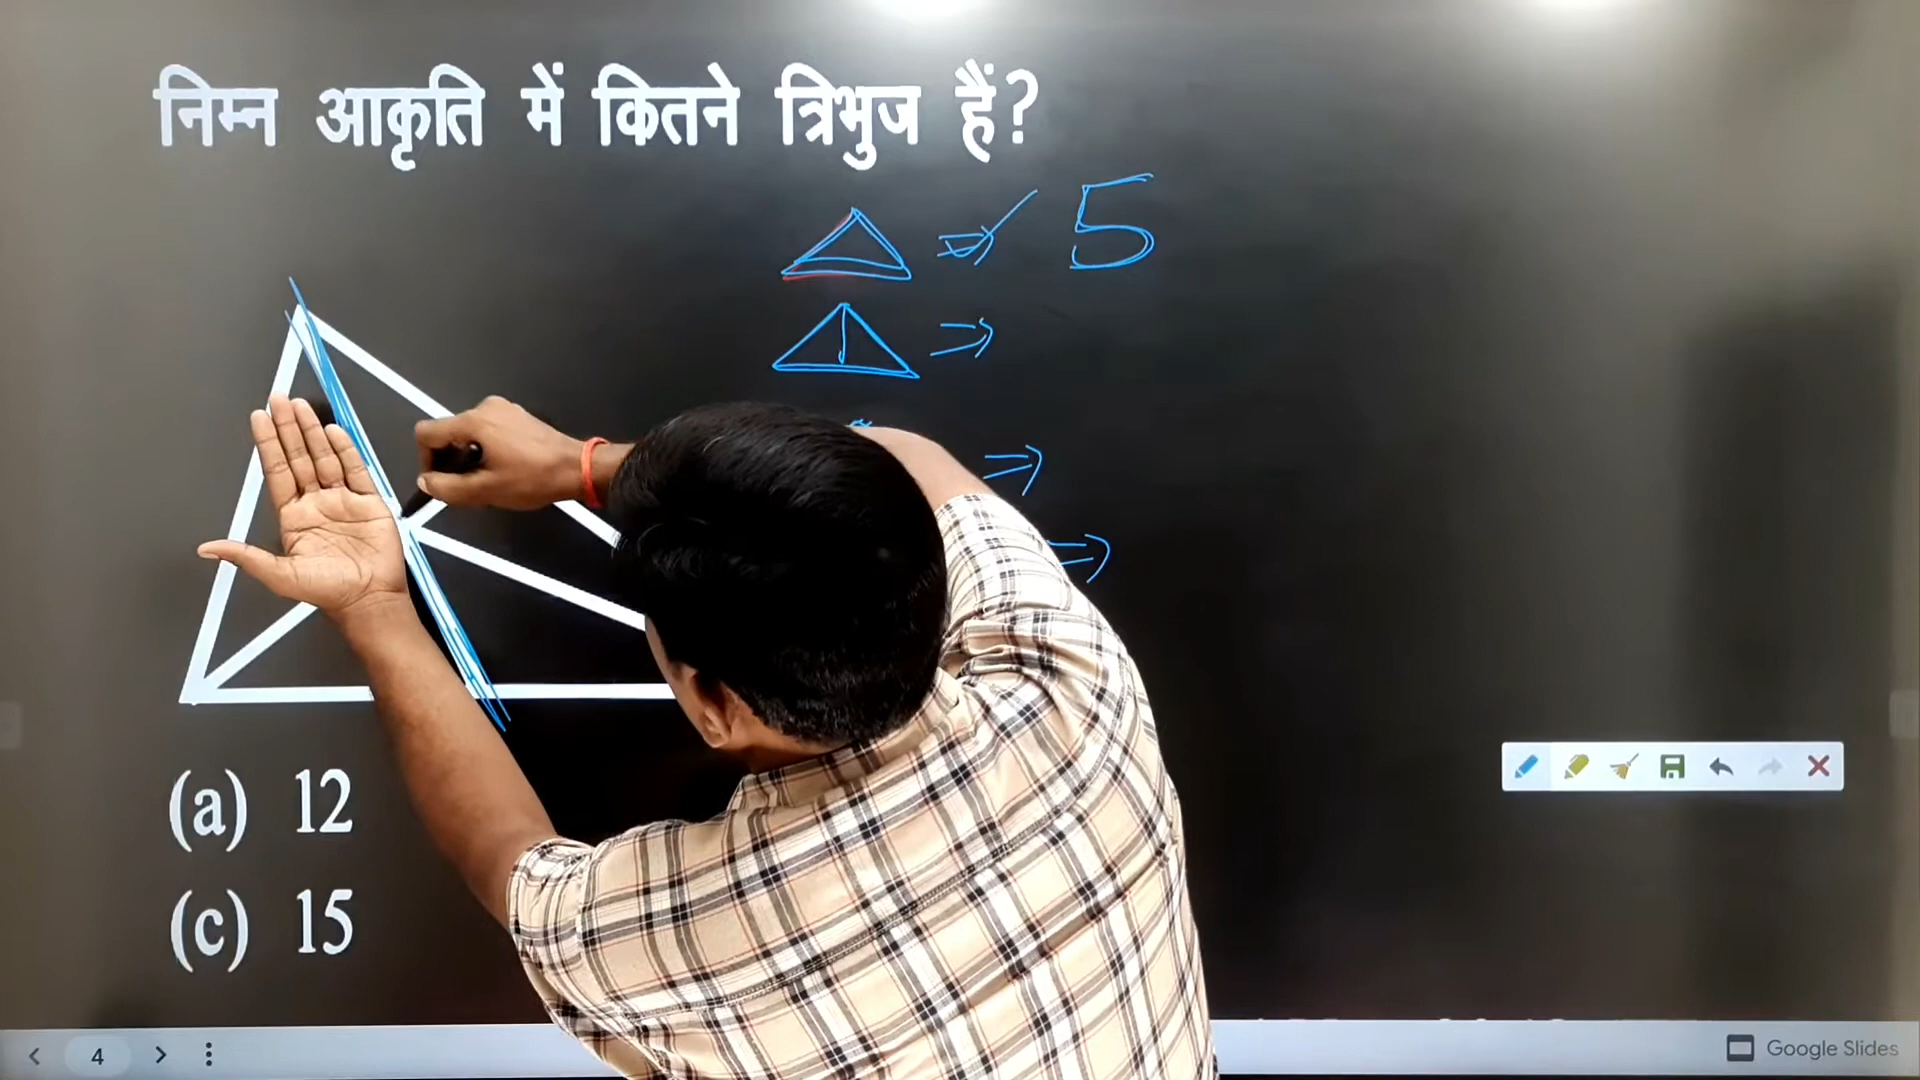 निम्न आकृति में कितने त्रिभुज हैं?
5
(a) 12
(c) 15
4
Google Slides